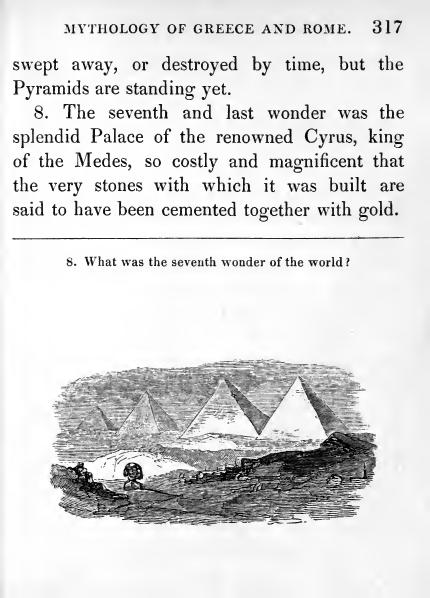 MYTHOLOGY OF GREECE AND ROME. 317
swept away, or destroyed by time, but the
Pyramids are standing yet.
8. The seventh and last wonder was the
splendid Palace of the renowned Cyrus, king
of the Medes, so costly and magnificent that
the very stones with which it was built are
said to have been cemented together with gold.
8. What was the seventh wonder of the world?